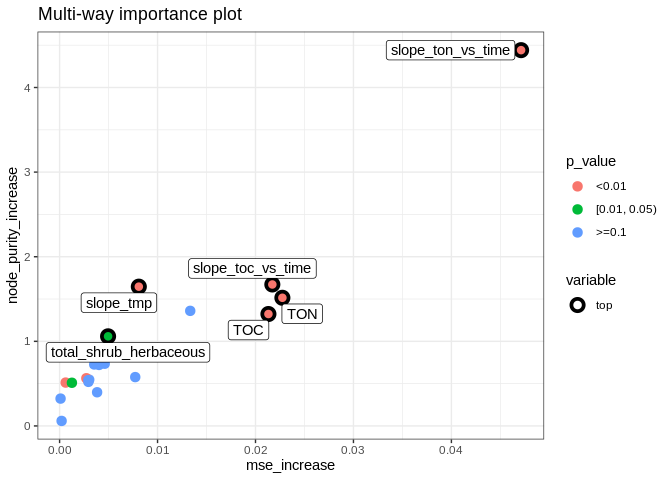 Multi-way importance plot
slope_ton_vs_time
slope_toc_vs_time
slope_tmp
TON
TOC
total_shrub_herbaceous
4
3
2
1
0
node_purity_increase
0.00
0.01
0.02
0.03
0.04
mse_increase
p_value
<0.01
[0.01, 0.05)
>=0.1
variable
top